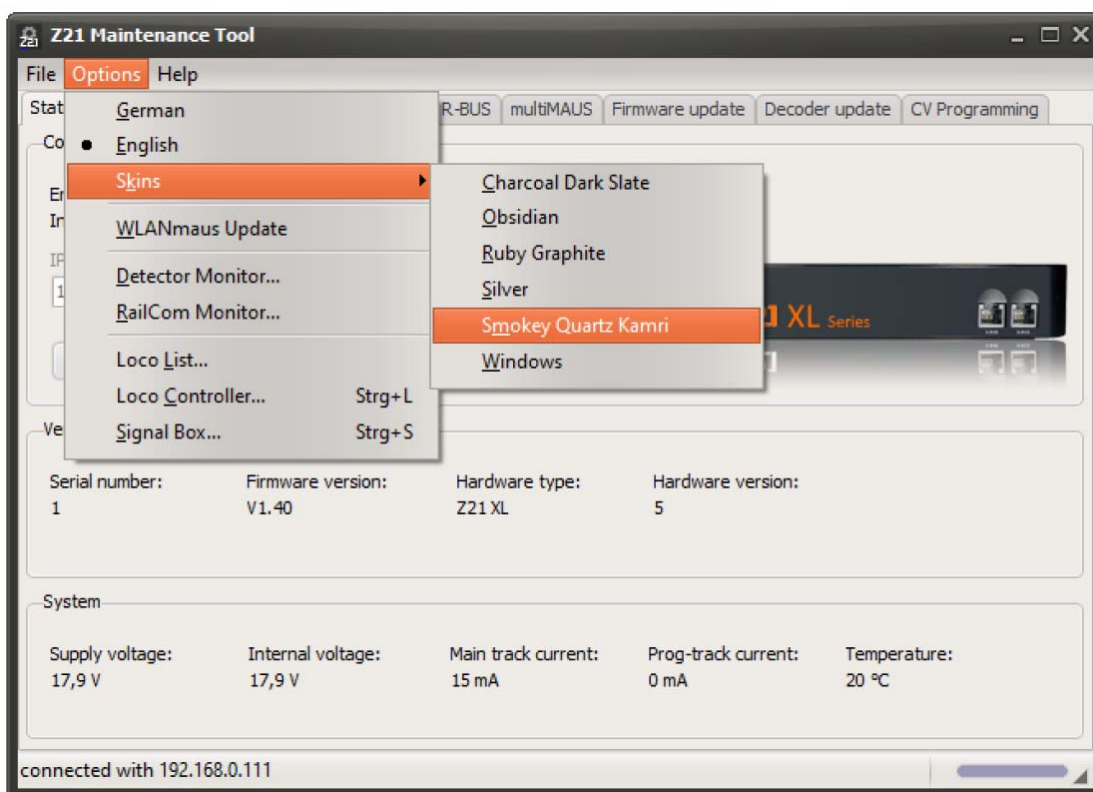 Z21 Maintenance Tool
File Options Help
R-BUS multiMAUS Firmware update Decoder update CV Programming
German
English
Skins
WLANmaus Update
Detector Monitor...
RailCom Monitor...
Loco List...
Loco Controller... Strg+L
Signal Box... Strg+S
Charcoal Dark Slate
Obsidian
Ruby Graphite
Silver
Smokey Quartz Kamri
Windows
XL Series
Serial number: Firmware version: Hardware type: Hardware version:
1 V1.40 Z21 XL 5
System
Supply voltage: Internal voltage: Main track current: Prog-track current: Temperature:
17,9 V 17,9 V 15 mA 0 mA 20 °C
connected with 192.168.0.111